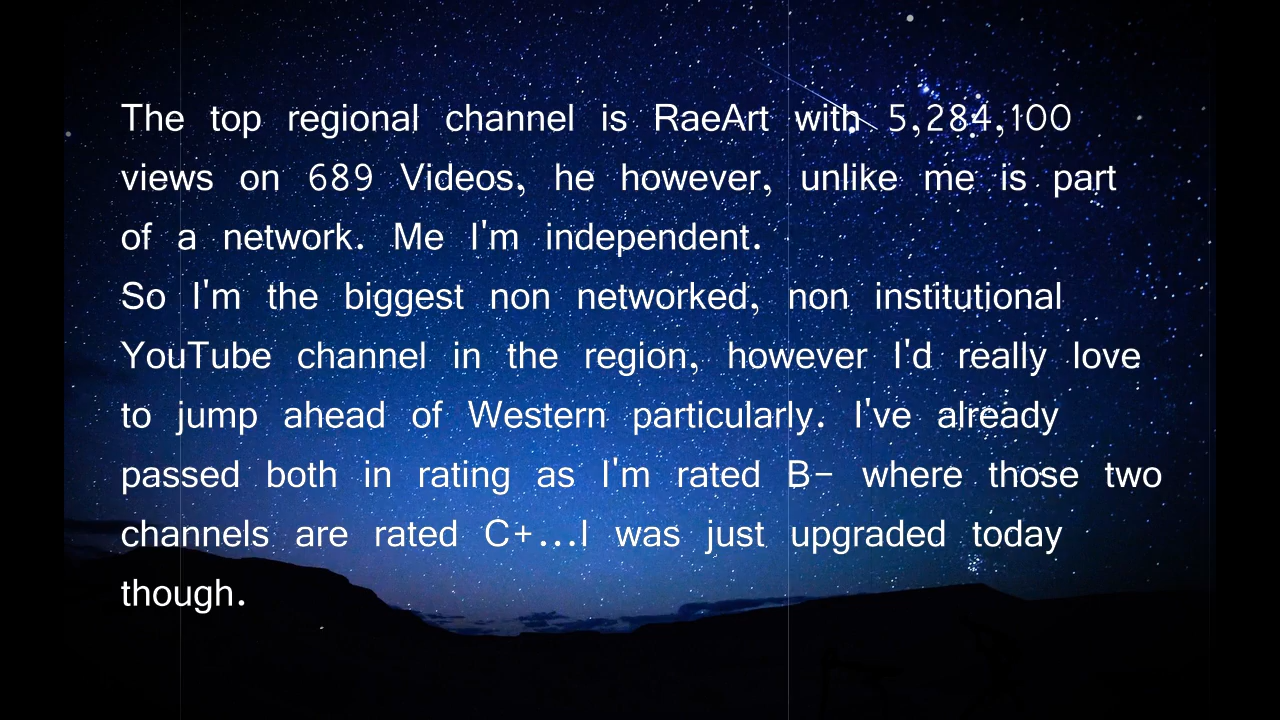 The top regional channel is RaeArt with 5,284,100
views on 689 Videos, he however, unlike me is part
of a network. Me I'm independent.
So I'm the biggest non networked, non institutional
YouTube channel in the region, however I'd really love
to jump ahead of Western particularly. I've already
passed both in rating as I'm rated B- where those two
channels are rated C+...I was just upgraded today
though.